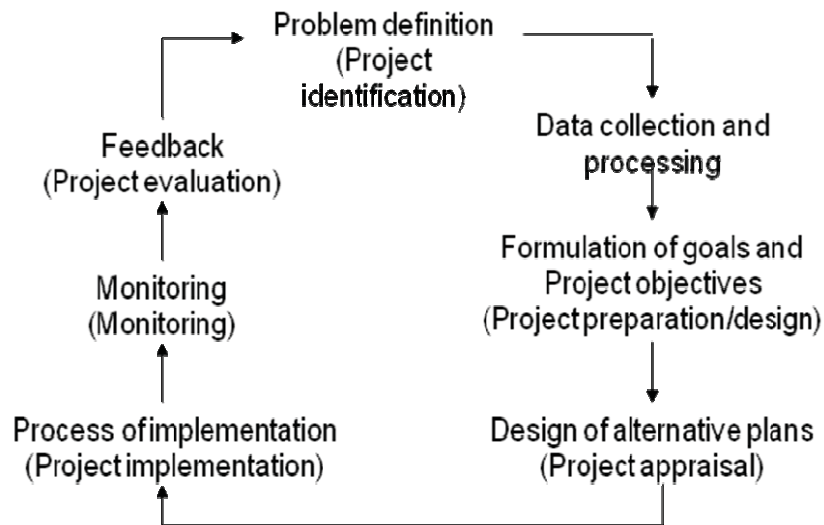 Problem definition
(Project
identification)
Data collection and
processing
Formulation of goals and
Project objectives
(Project preparation/design)
Design of alternative plans
(Project appraisal)
Process of implementation
(Project implementation)
Monitoring
(Monitoring)
Feedback
(Project evaluation)